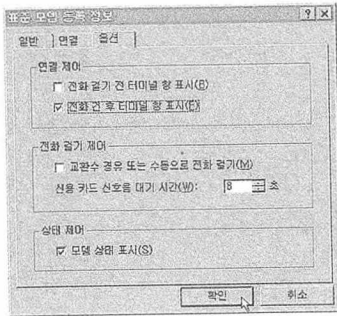 표준 모뎀 등록 정보
일반 연결 옵션
연결 제어
전화 걸기 전 터미널 창 표시(B)
전화 건 후 터미널 창 표시(E)
전화 걸기 제어
교환수 경유 또는 수동으로 전화 걸기(M)
신용 카드 신호음 대기 시간(W): 8 초
상태 제어
모뎀 상태 표시(S)
확인 취소